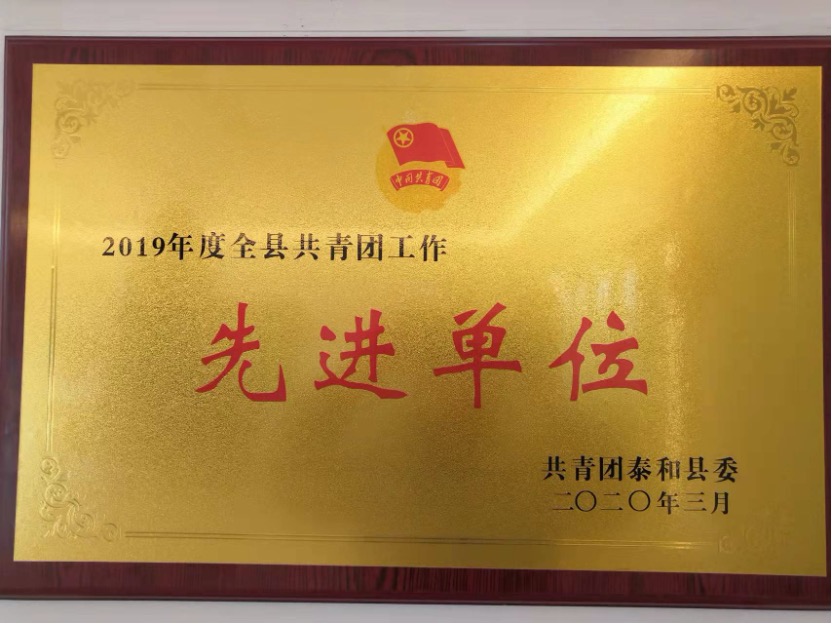 中国共青团
2019年度全县共青团工作
先进单位
共青团泰和县委
二〇二〇年三月